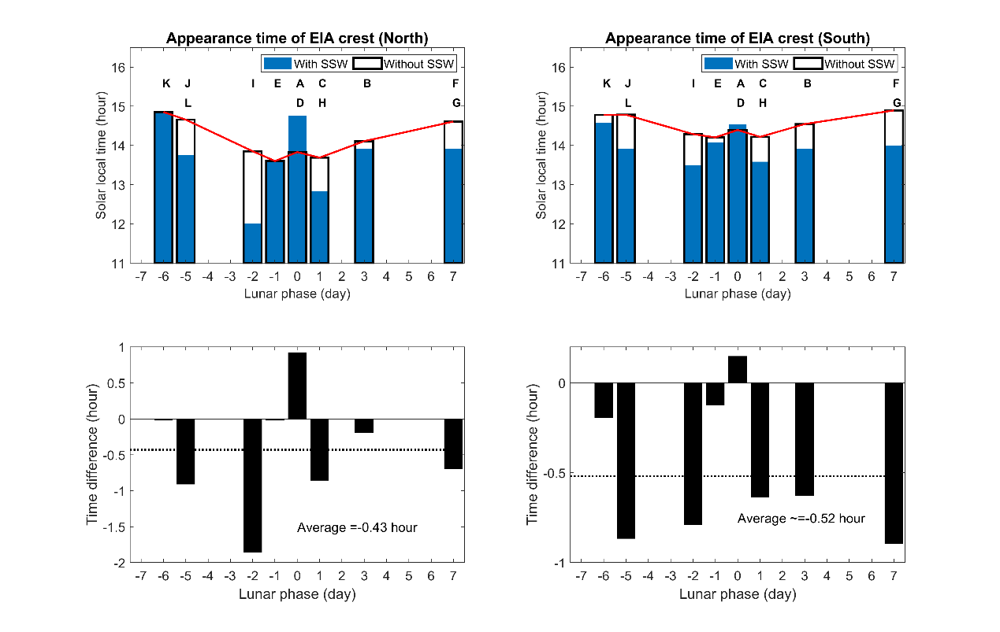 Appearance time of EIA crest (North)
With SSW
Without SSW
K J I E A C B F
L D H G
16
15
14
13
12
11
Solar local time (hour)
-7 -6 -5 -4 -3 -2 -1 0 1 2 3 4 5 6 7
Lunar phase (day)
Appearance time of EIA crest (South)
With SSW
Without SSW
K J I E A C B F
L D H G
16
15
14
13
12
11
Solar local time (hour)
-7 -6 -5 -4 -3 -2 -1 0 1 2 3 4 5 6 7
Lunar phase (day)
1
0.5
0
-0.5
-1
-1.5
-2
Time difference (hour)
Average =-0.43 hour
-7 -6 -5 -4 -3 -2 -1 0 1 2 3 4 5 6 7
Lunar phase (day)
0
-0.5
-1
Time difference (hour)
Average ~=-0.52 hour
-7 -6 -5 -4 -3 -2 -1 0 1 2 3 4 5 6 7
Lunar phase (day)